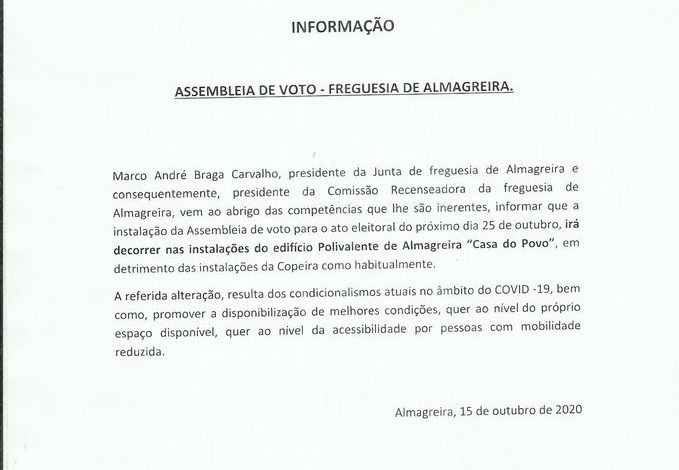 INFORMAÇÃO
ASSEMBLEIA DE VOTO - FREGUESIA DE ALMAGREIRA.
Marco André Braga Carvalho, presidente da Junta de freguesia de Almagreira e
consequentemente, presidente da Comissão Recenseadora da freguesia de
Almagreira, vem ao abrigo das competências que lhe são inerentes, informar que a
instalação da Assembleia de voto para o ato eleitoral do próximo dia 25 de outubro, irá
decorrer nas instalações do edifício Polivalente de Almagreira “Casa do Povo”, em
detrimento das instalações da Copeira como habitualmente.
A referida alteração, resulta dos condicionalismos atuais no âmbito do COVID -19, bem
como, promover a disponibilização de melhores condições, quer ao nível do próprio
espaço disponível, quer ao nível da acessibilidade por pessoas com mobilidade
reduzida.
Almagreira, 15 de outubro de 2020